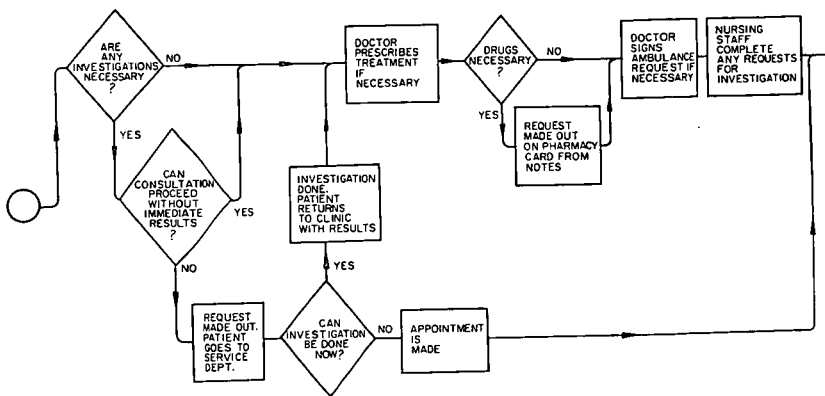 ARE
ANY
INVESTIGATIONS
NECESSARY
?
NO
YES
CAN
CONSULTATION
PROCEED
WITHOUT
IMMEDIATE
RESULTS
?
YES
NO
REQUEST
MADE OUT.
PATIENT
GOES TO
SERVICE
DEPT.
CAN
INVESTIGATION
BE DONE
NOW?
YES
NO
INVESTIGATION
DONE.
PATIENT
RETURNS
TO CLINIC
WITH RESULTS
APPOINTMENT
IS
MADE
DOCTOR
PRESCRIBES
TREATMENT
IF
NECESSARY
DRUGS
NECESSARY
?
NO
YES
REQUEST
MADE OUT
ON PHARMACY
CARD FROM
NOTES
DOCTOR
SIGNS
AMBULANCE
REQUEST IF
NECESSARY
NURSING
STAFF
COMPLETE
ANY REQUESTS
FOR
INVESTIGATION